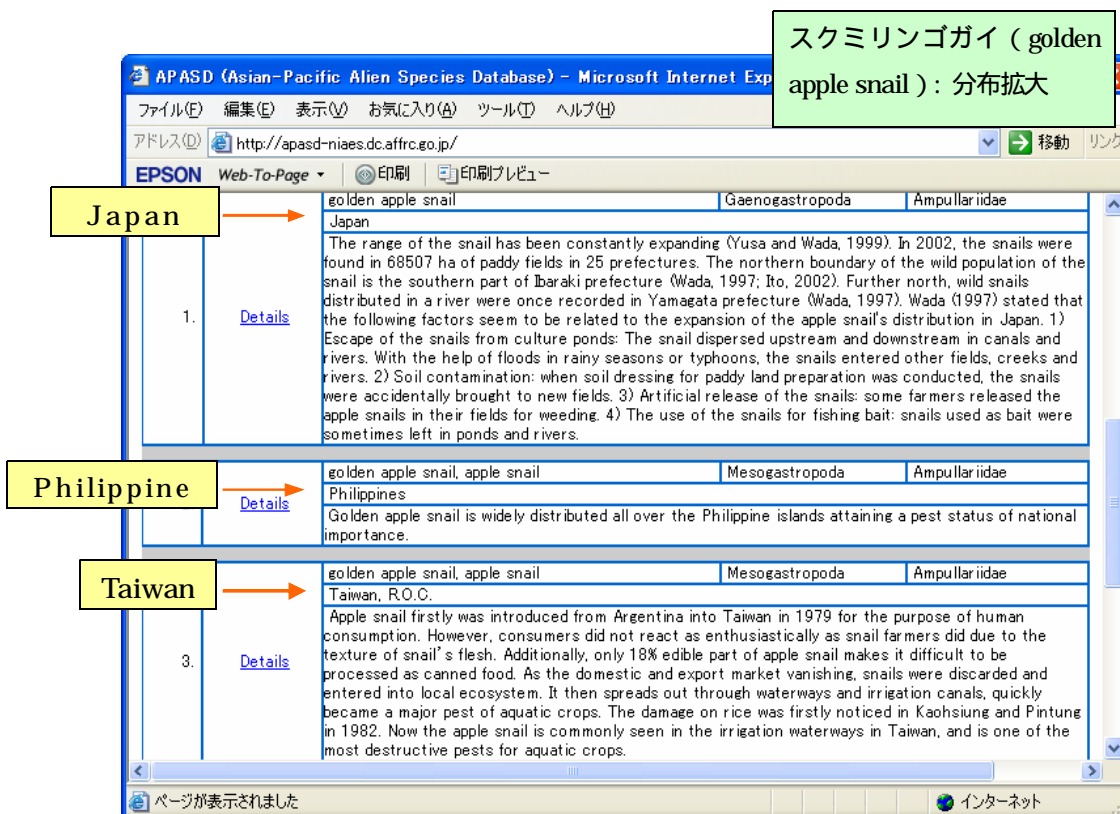 スクミリンゴガイ ( golden
apple snail ) : 分布拡大
APASD (Asian-Pacific Alien Species Database) - Microsoft Internet Exp
ファイル(F) 編集(E) 表示(V) お気に入り(A) ツール(T) ヘルプ(H)
アドレス(D) http://apasd-niaes.dc.affrc.go.jp/ 移動 リンク
EPSON Web-To-Page 印刷 印刷プレビュー
Japan
golden apple snail Gaenogastropoda Ampullariidae
Japan
1. Details
The range of the snail has been constantly expanding (Yusa and Wada, 1999). In 2002, the snails were
found in 68507 ha of paddy fields in 25 prefectures. The northern boundary of the wild population of the
snail is the southern part of Ibaraki prefecture (Wada, 1997; Ito, 2002). Further north, wild snails
distributed in a river were once recorded in Yamagata prefecture (Wada, 1997). Wada (1997) stated that
the following factors seem to be related to the expansion of the apple snail's distribution in Japan. 1)
Escape of the snails from culture ponds: The snail dispersed upstream and downstream in canals and
rivers. With the help of floods in rainy seasons or typhoons, the snails entered other fields, creeks and
rivers. 2) Soil contamination: when soil dressing for paddy land preparation was conducted, the snails
were accidentally brought to new fields. 3) Artificial release of the snails: some farmers released the
apple snails in their fields for weeding. 4) The use of the snails for fishing bait: snails used as bait were
sometimes left in ponds and rivers.
Philippine
golden apple snail, apple snail Mesogastropoda Ampullariidae
Philippines
Details
Golden apple snail is widely distributed all over the Philippine islands attaining a pest status of national
importance.
Taiwan
golden apple snail, apple snail Mesogastropoda Ampullariidae
Taiwan, R.O.C.
3. Details
Apple snail firstly was introduced from Argentina into Taiwan in 1979 for the purpose of human
consumption. However, consumers did not react as enthusiastically as snail farmers did due to the
texture of snail's flesh. Additionally, only 18% edible part of apple snail makes it difficult to be
processed as canned food. As the domestic and export market vanishing, snails were discarded and
entered into local ecosystem. It then spreads out through waterways and irrigation canals, quickly
became a major pest of aquatic crops. The damage on rice was firstly noticed in Kaohsiung and Pintung
in 1982. Now the apple snail is commonly seen in the irrigation waterways in Taiwan, and is one of the
most destructive pests for aquatic crops.
ページが表示されました インターネット